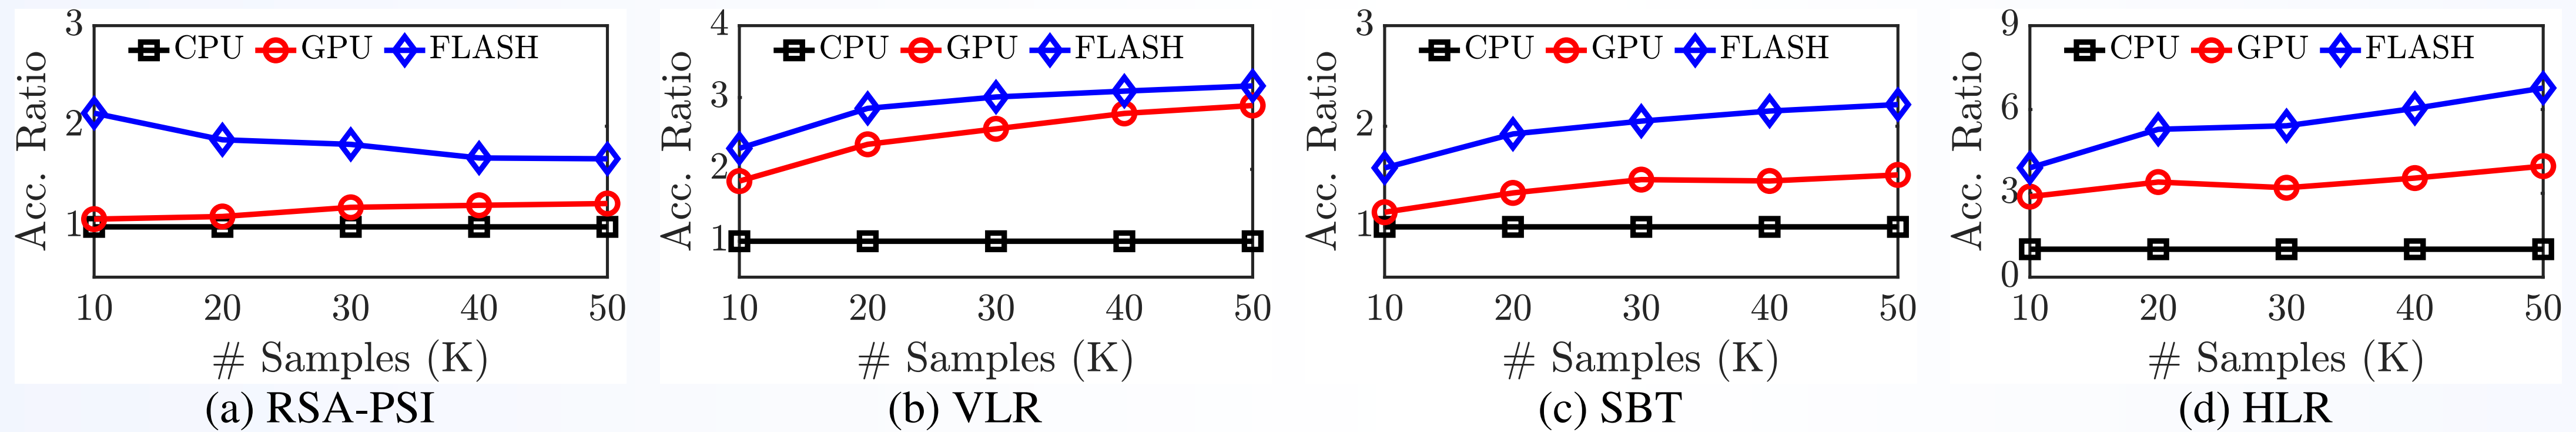 3
2
1
Acc. Ratio
CPU GPU FLASH
10 20 30 40 50
# Samples (K)
(a) RSA-PSI
4
3
2
1
Acc. Ratio
CPU GPU FLASH
10 20 30 40 50
# Samples (K)
(b) VLR
3
2
1
Acc. Ratio
CPU GPU FLASH
10 20 30 40 50
# Samples (K)
(c) SBT
9
6
3
0
Acc. Ratio
CPU GPU FLASH
10 20 30 40 50
# Samples (K)
(d) HLR